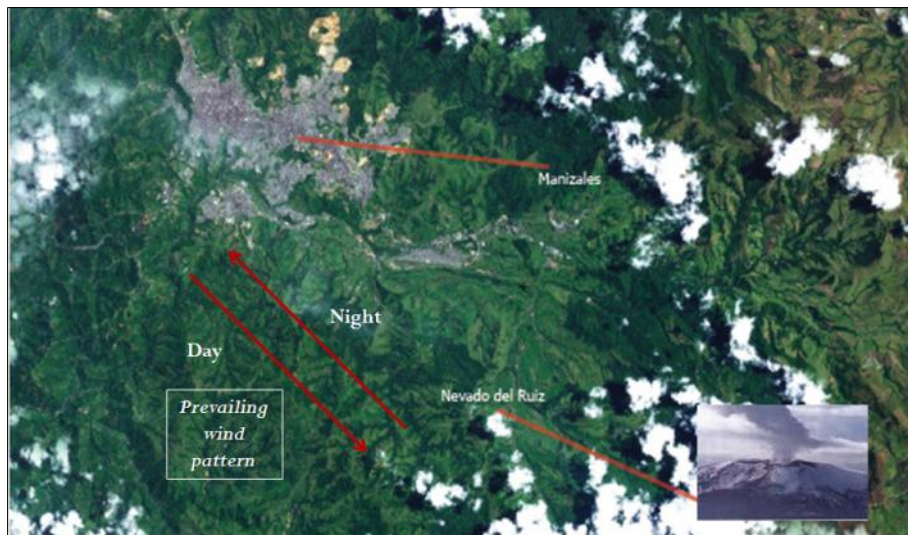 Manizales
Night
Day
Nevado del Ruiz
Prevailing
wind
pattern